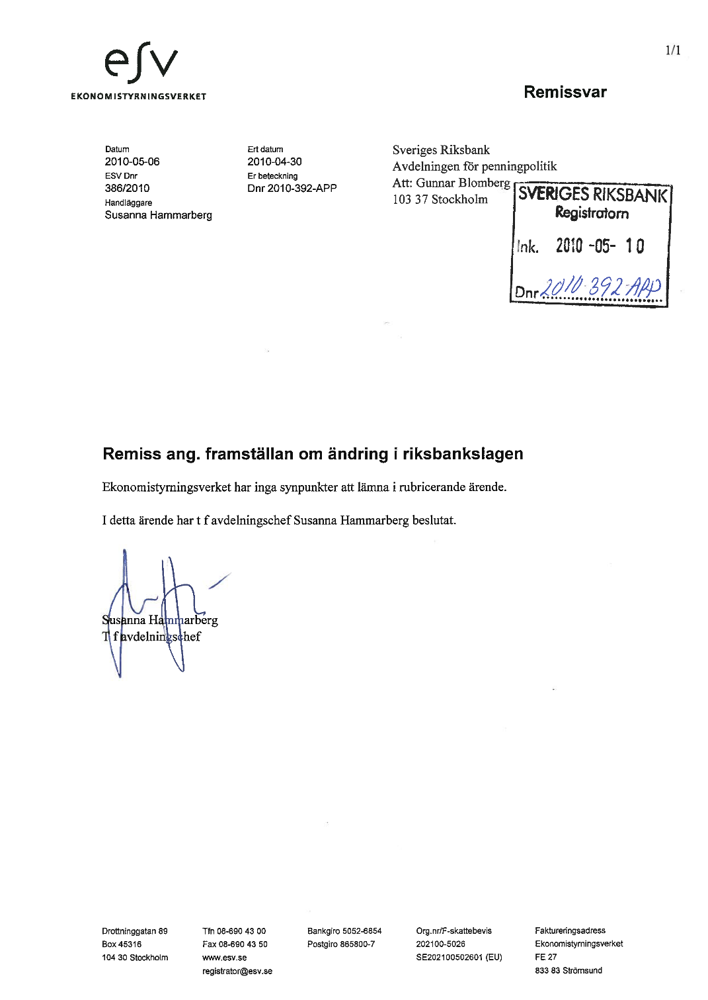 1/1
esv
EKONOMISTYRNINGSVERKET
Remissvar
Datum
2010-05-06
ESV Dnr
386/2010
Handläggare
Susanna Hammarberg
Ert datum
2010-04-30
Er beteckning
Dnr 2010-392-APP
Sveriges Riksbank
Avdelningen för penningpolitik
Att: Gunnar Blomberg
103 37 Stockholm
SVERIGES RIKSBANK
Registratorn
Ink. 2010 -05- 10
Dnr 2010-392-APP
Remiss ang. framställan om ändring i riksbankslagen
Ekonomistyrningsverket har inga synpunkter att lämna i rubricerande ärende.
I detta ärende har t f avdelningschef Susanna Hammarberg beslutat.
Susanna Hammarberg
T f avdelningschef
Drottninggatan 89
Box 45316
104 30 Stockholm
Tfn 08-690 43 00
Fax 08-690 43 50
www.esv.se
registrator@esv.se
Bankgiro 5052-6854
Postgiro 865800-7
Org.nr/F-skattebevis
202100-5026
SE202100502601 (EU)
Faktureringsadress
Ekonomistyrningsverket
FE 27
833 83 Strömsund